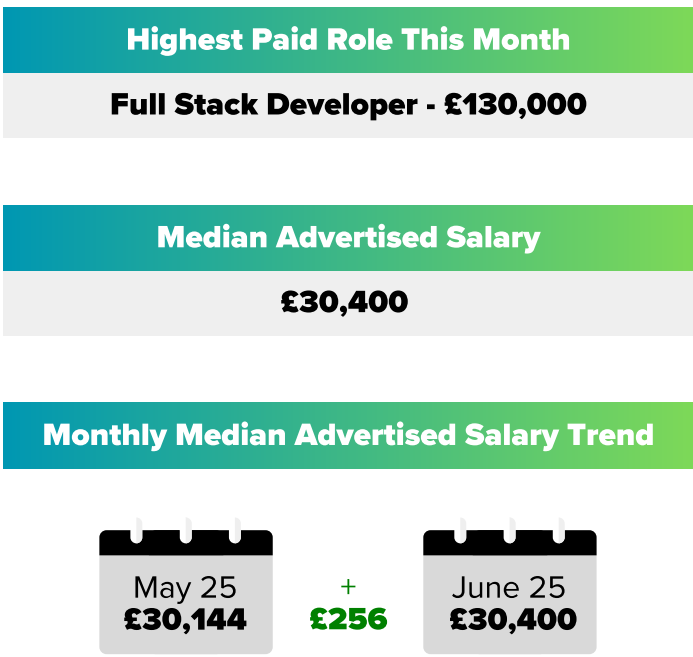 Highest Paid Role This Month
Full Stack Developer - £130,000
Median Advertised Salary
£30,400
Monthly Median Advertised Salary Trend
May 25
£30,144
+
£256
June 25
£30,400